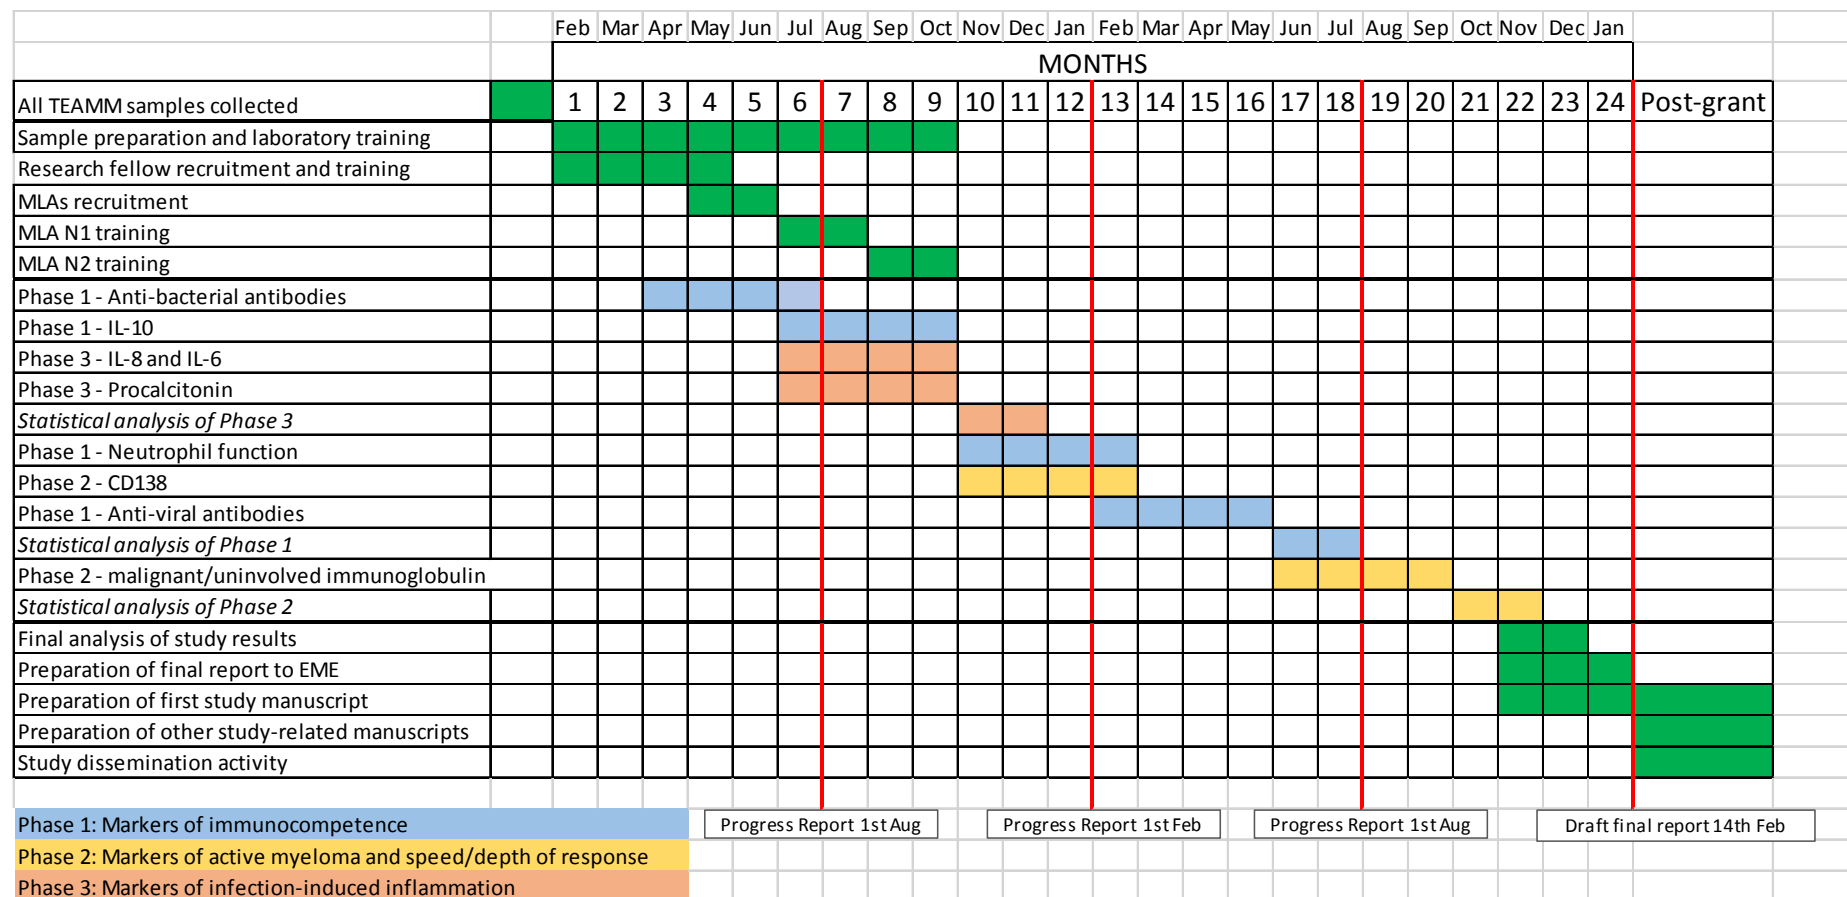 Feb Mar Apr May Jun Jul Aug Sep Oct Nov Dec Jan Feb Mar Apr May Jun Jul Aug Sep Oct Nov Dec Jan
MONTHS
All TEAMM samples collected 1 2 3 4 5 6 7 8 9 10 11 12 13 14 15 16 17 18 19 20 21 22 23 24 Post-grant
Sample preparation and laboratory training
Research fellow recruitment and training
MLAs recruitment
MLA N1 training
MLA N2 training
Phase 1 - Anti-bacterial antibodies
Phase 1 - IL-10
Phase 3 - IL-8 and IL-6
Phase 3 - Procalcitonin
Statistical analysis of Phase 3
Phase 1 - Neutrophil function
Phase 2 - CD138
Phase 1 - Anti-viral antibodies
Statistical analysis of Phase 1
Phase 2 - malignant/uninvolved immunoglobulin
Statistical analysis of Phase 2
Final analysis of study results
Preparation of final report to EME
Preparation of first study manuscript
Preparation of other study-related manuscripts
Study dissemination activity
Phase 1: Markers of immunocompetence Progress Report 1st Aug Progress Report 1st Feb Progress Report 1st Aug Draft final report 14th Feb
Phase 2: Markers of active myeloma and speed/depth of response
Phase 3: Markers of infection-induced inflammation